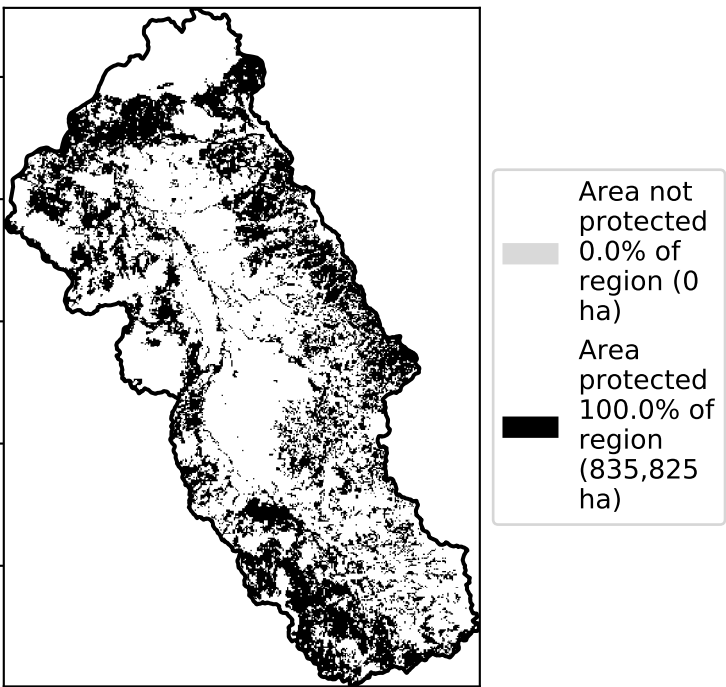 Area not
protected
0.0% of
region (0
ha)
Area
protected
100.0% of
region
(835,825
ha)